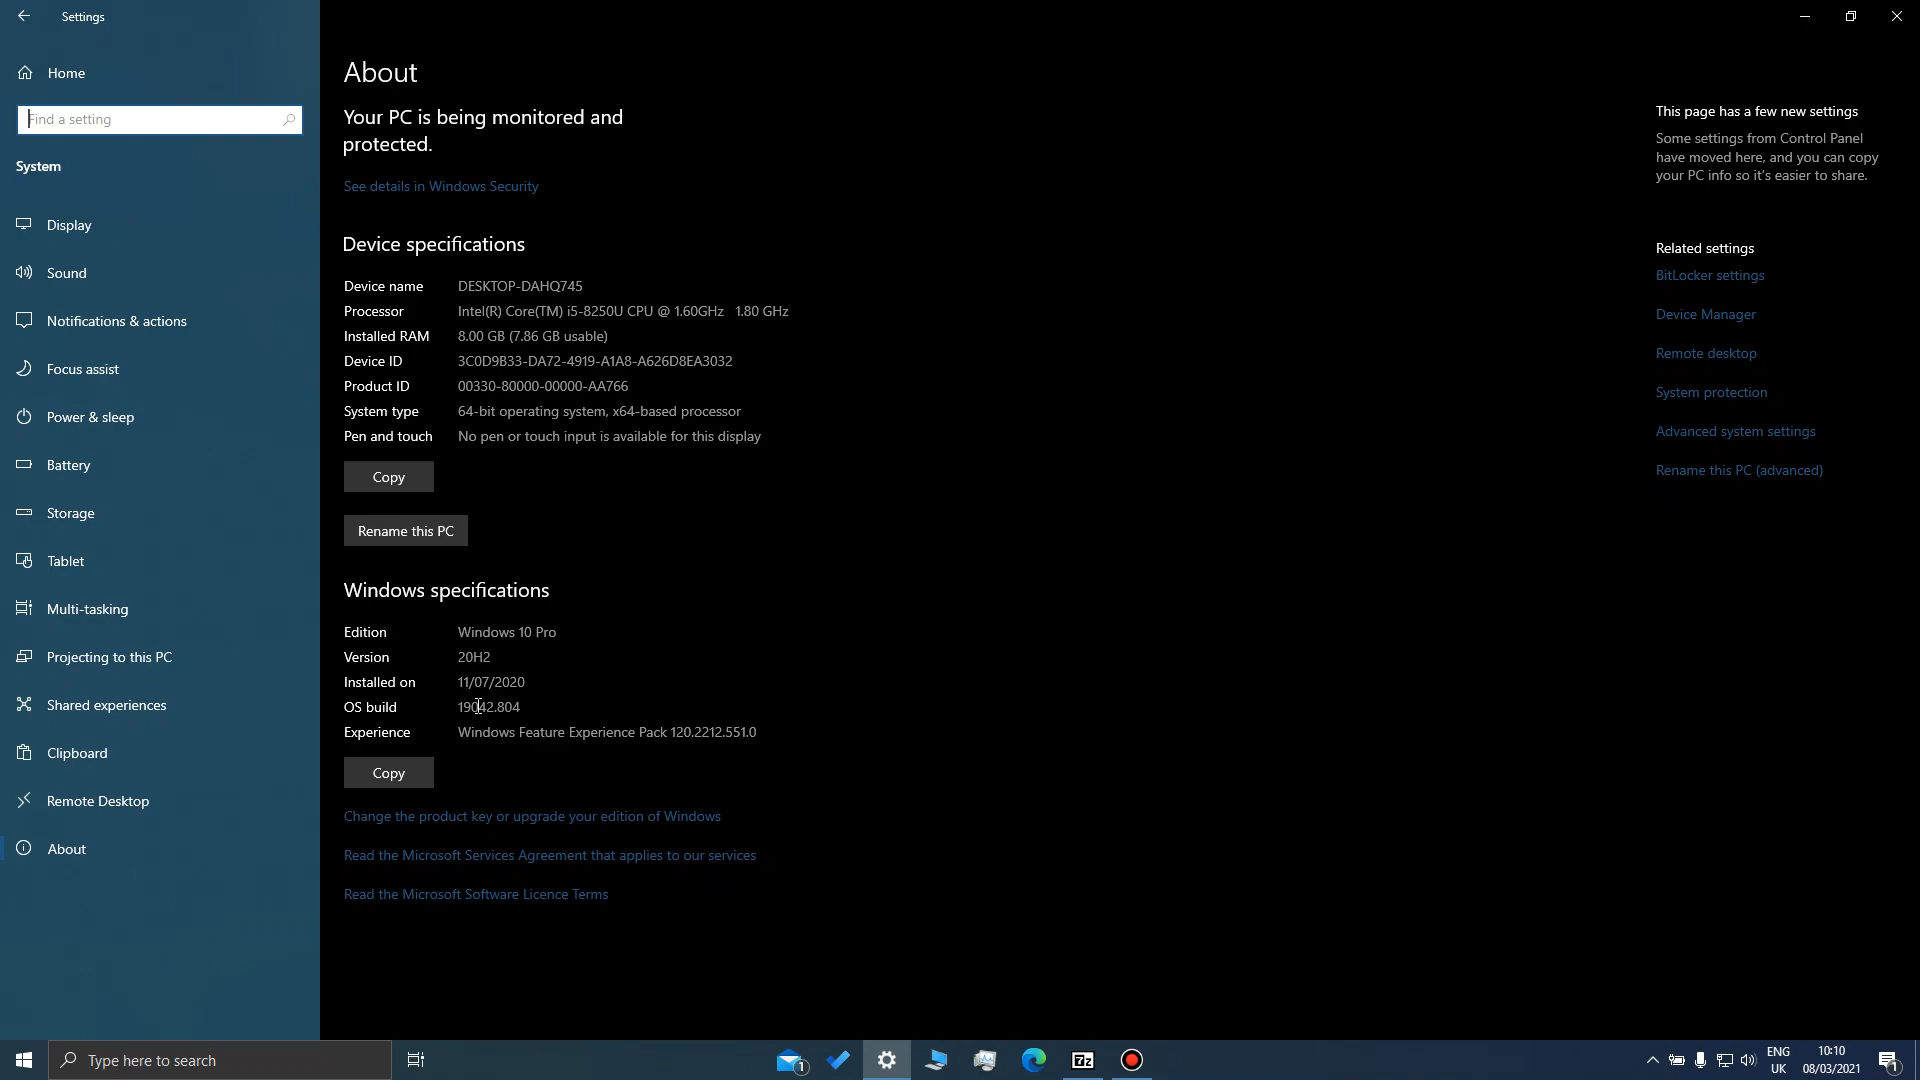 Settings
Home
Find a setting
System
Display
Sound
Notifications & actions
Focus assist
Power & sleep
Battery
Storage
Tablet
Multi-tasking
Projecting to this PC
Shared experiences
Clipboard
Remote Desktop
About
About
Your PC is being monitored and
protected.
See details in Windows Security
Device specifications
Device name DESKTOP-DAHQ745
Processor Intel(R) Core(TM) i5-8250U CPU @ 1.60GHz 1.80 GHz
Installed RAM 8.00 GB (7.86 GB usable)
Device ID 3C0D9B33-DA72-4919-A1A8-A626D8EA3032
Product ID 00330-80000-00000-AA766
System type 64-bit operating system, x64-based processor
Pen and touch No pen or touch input is available for this display
Copy
Rename this PC
Windows specifications
Edition Windows 10 Pro
Version 20H2
Installed on 11/07/2020
OS build 19042.804
Experience Windows Feature Experience Pack 120.2212.551.0
Copy
Change the product key or upgrade your edition of Windows
Read the Microsoft Services Agreement that applies to our services
Read the Microsoft Software Licence Terms
This page has a few new settings
Some settings from Control Panel
have moved here, and you can copy
your PC info so it's easier to share.
Related settings
BitLocker settings
Device Manager
Remote desktop
System protection
Advanced system settings
Rename this PC (advanced)
Type here to search
1
7z
ENG
UK
10:10
08/03/2021
1